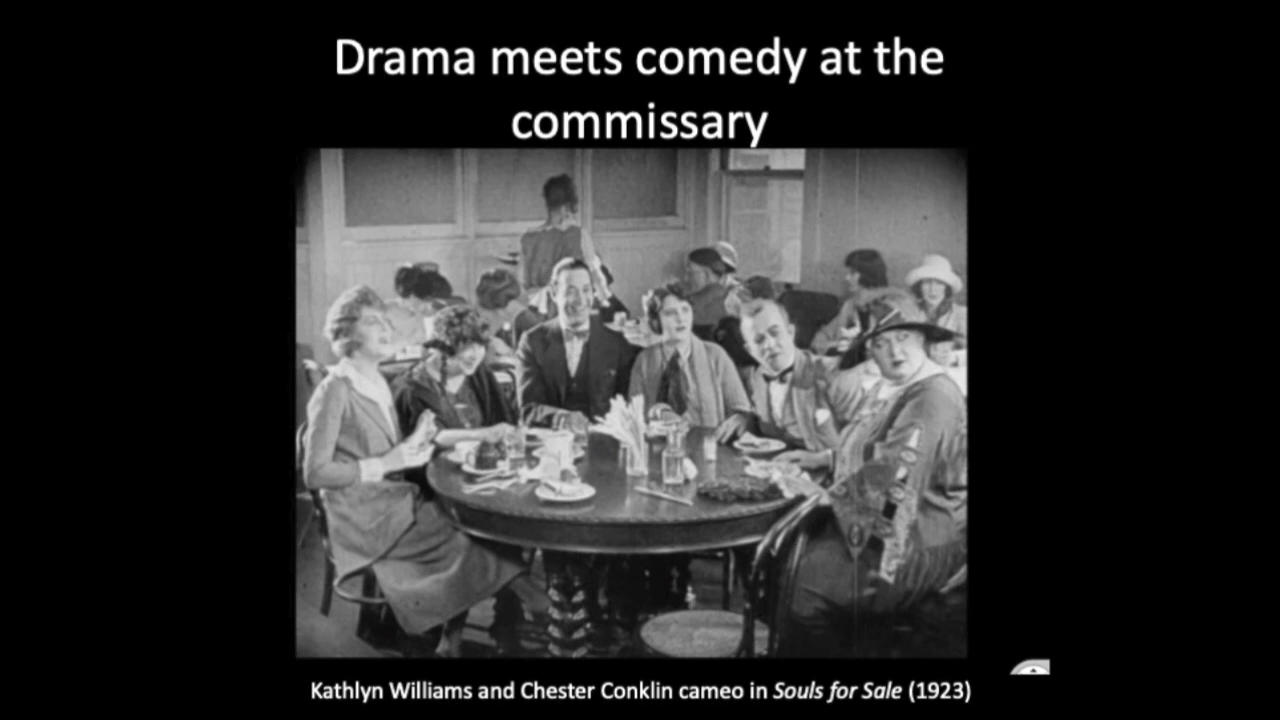 Drama meets comedy at the
commissary
Kathlyn Williams and Chester Conklin cameo in Souls for Sale (1923)